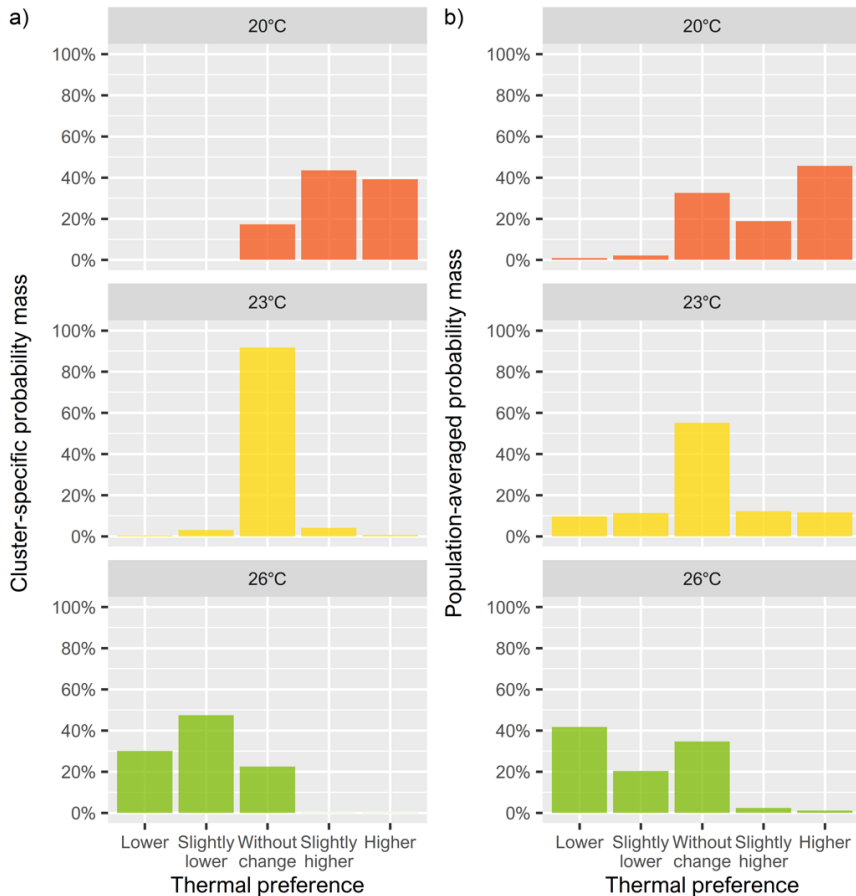 a)
20°C
100%
80%
60%
40%
20%
0%
23°C
100%
80%
60%
40%
20%
0%
26°C
100%
80%
60%
40%
20%
0%
Lower
Slightly
lower
Without
change
Slightly
higher
Higher
Thermal preference
Cluster-specific probability mass
b)
20°C
100%
80%
60%
40%
20%
0%
23°C
100%
80%
60%
40%
20%
0%
26°C
100%
80%
60%
40%
20%
0%
Lower
Slightly
lower
Without
change
Slightly
higher
Higher
Thermal preference
Population-averaged probability mass